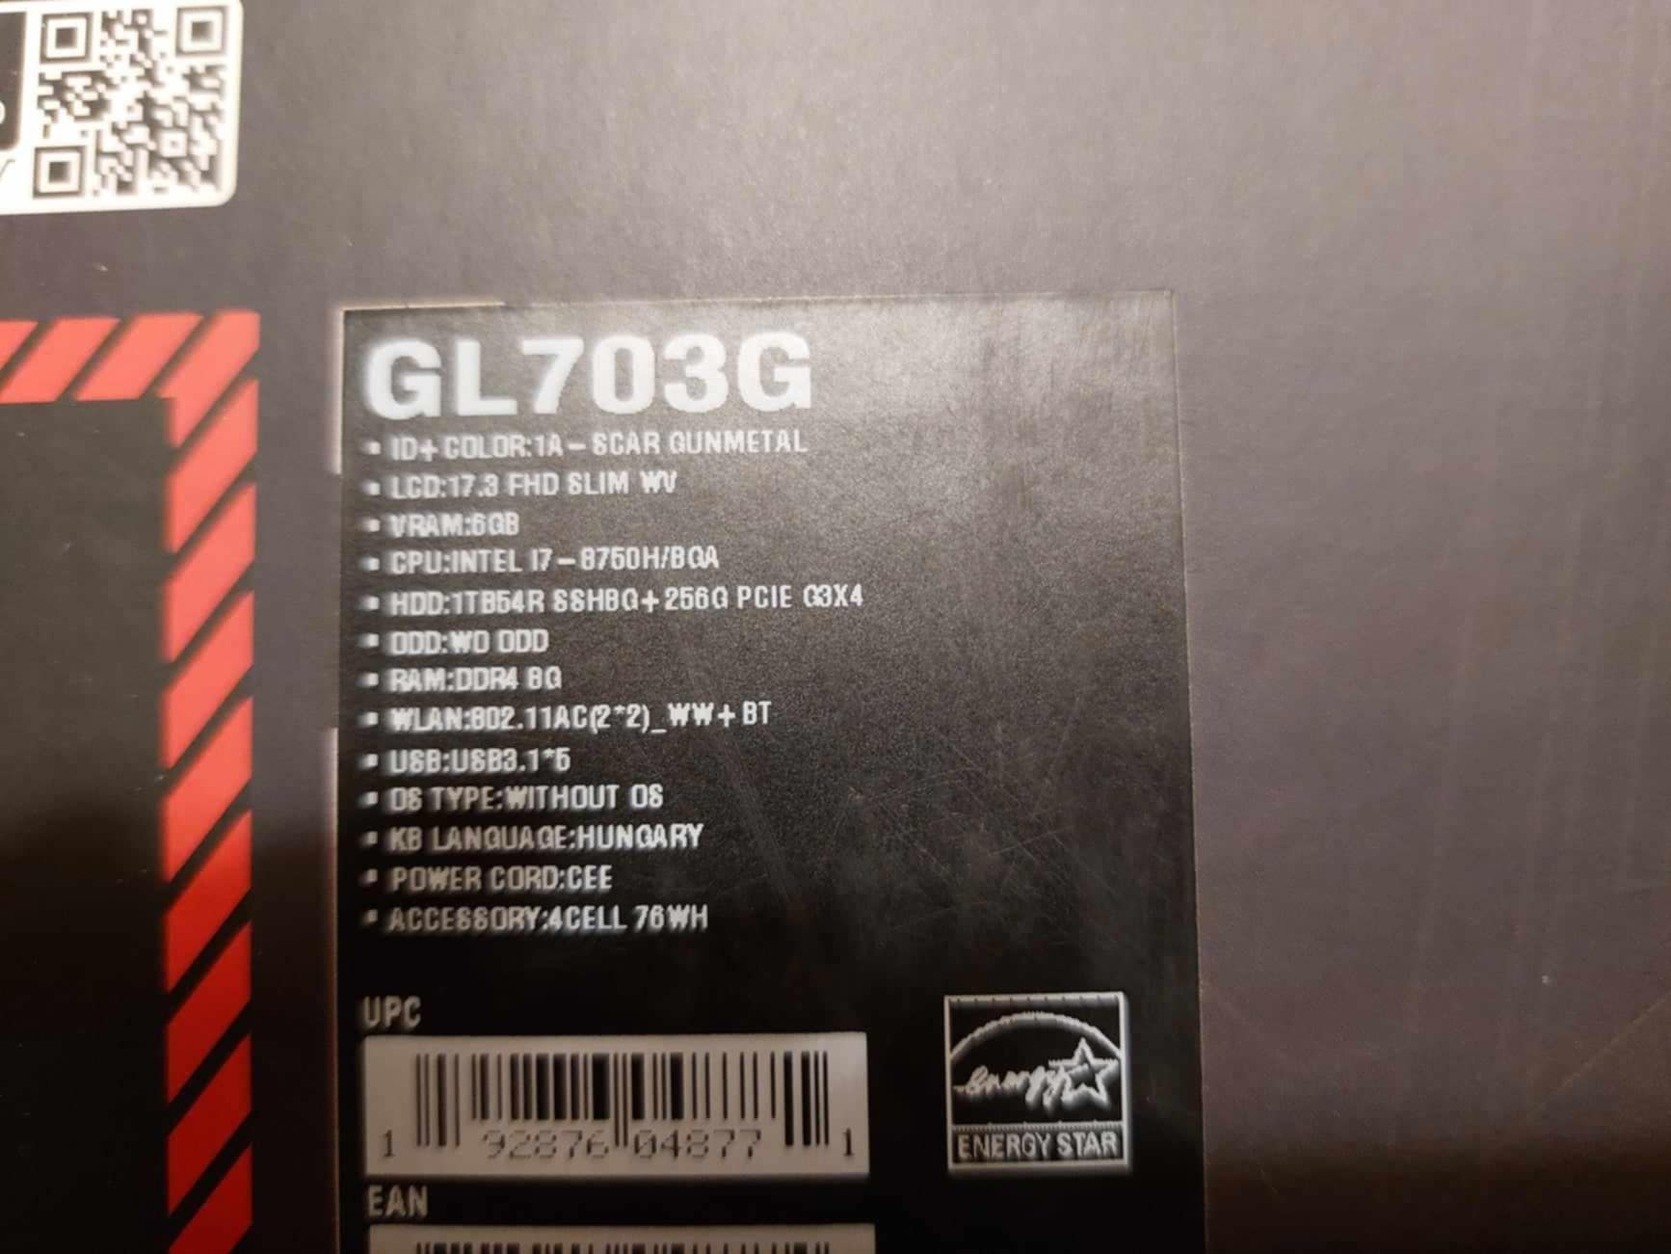 GL703G
ID+ COLOR:1A – SCAR GUNMETAL
LCD:17.3 FHD SLIM WV
VRAM:6GB
CPU:INTEL I7 – 8750H/BGA
HDD:1TB54R SSH8G+256G PCIE G3X4
ODD:WO ODD
RAM:DDR4 8G
WLAN:802.11AC(2*2)_WW+BT
USB:USB3.1*5
OS TYPE:WITHOUT OS
KB LANGUAGE:HUNGARY
POWER CORD:CEE
ACCESSORY:4CELL 76WH
UPC
1 92876 04877 1
energy
ENERGY STAR
EAN